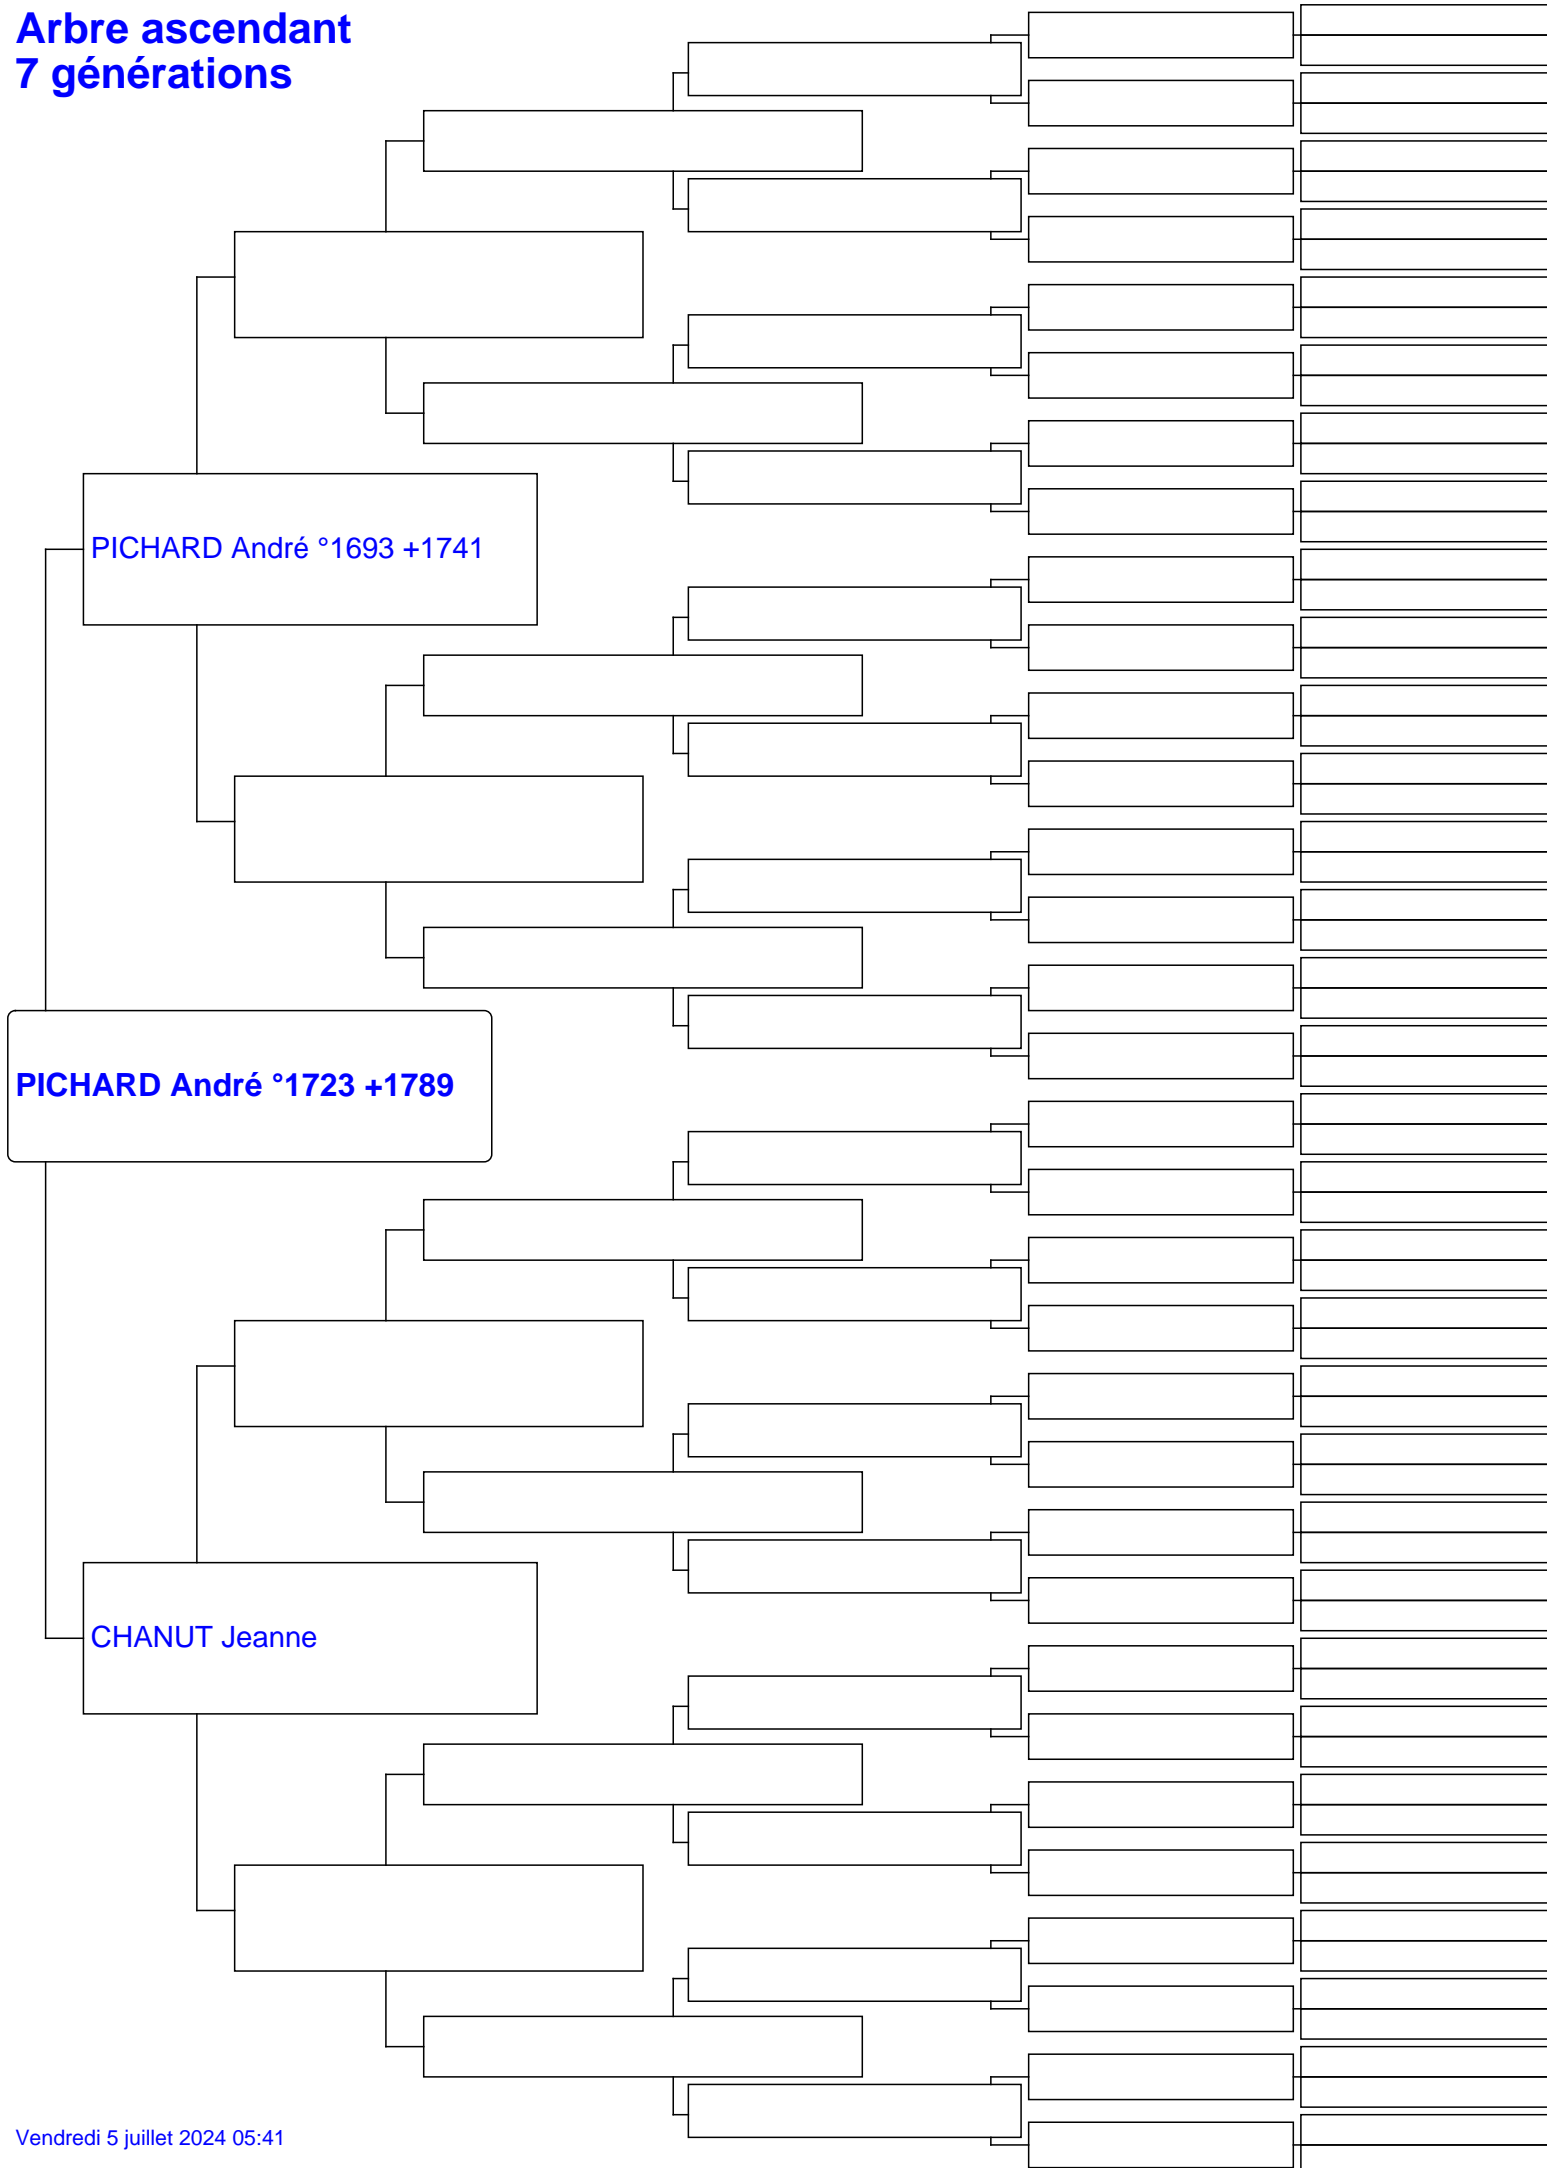 Arbre ascendant
7 générations
PICHARD André °1693 +1741
PICHARD André °1723 +1789
CHANUT Jeanne
Vendredi 5 juillet 2024 05:41